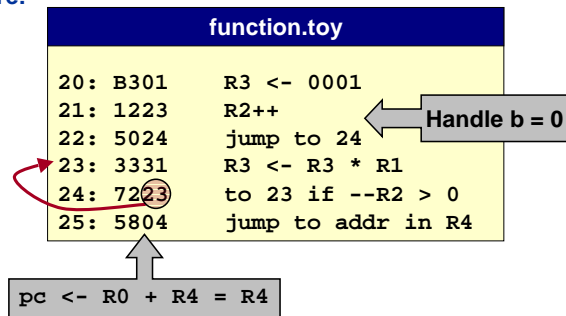 re.
function.toy
20: B301 R3 <- 0001
21: 1223 R2++
22: 5024 jump to 24
23: 3331 R3 <- R3 * R1
24: 7223 to 23 if --R2 > 0
25: 5804 jump to addr in R4
Handle b = 0
pc <- R0 + R4 = R4